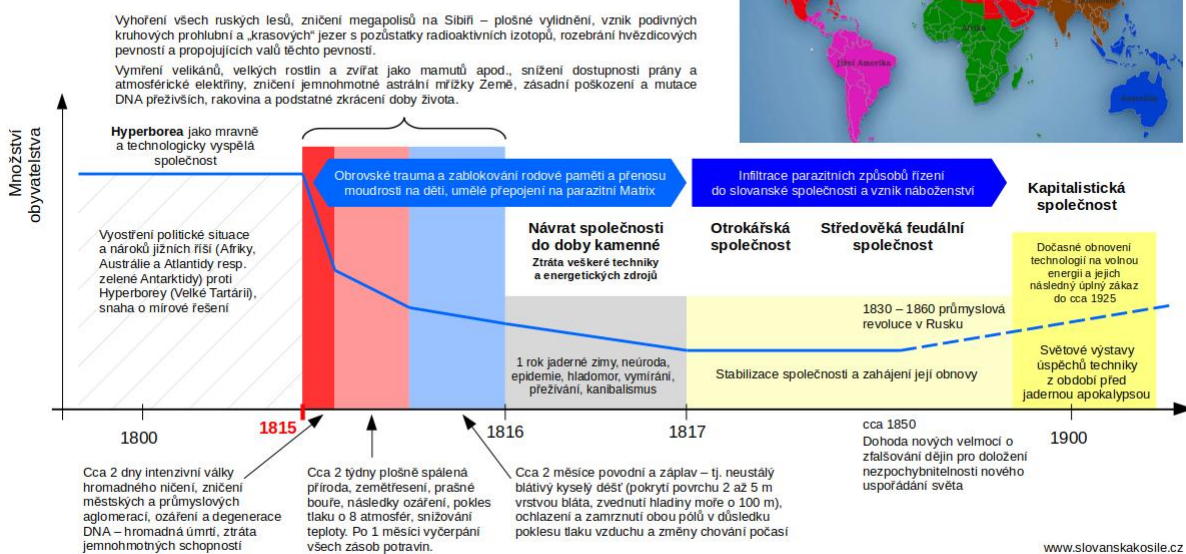 Vyhoření všech ruských lesů, zničení megapolisů na Sibiři – plošné vylidnění, vznik podivných
kruhových prohlubní a „krasových“ jezer s pozůstatky radioaktivních izotopů, rozebrání hvězdicových
pevností a propojujících valů těchto pevností.
Vymření velikánů, velkých rostlin a zvířat jako mamutů apod., snížení dostupnosti prány a
atmosférické elektřiny, zničení jemnohmotné astrální mřížky Země, zásadní poškození a mutace
DNA přeživších, rakovina a podstatné zkrácení doby života.
Jižní Amerika
Afrika
Množství
obyvatelstva
Hyperborea jako mravně
a technologicky vyspělá
společnost
Obrovské trauma a zablokování rodové paměti a přenosu
moudrosti na děti, umělé přepojení na parazitní Matrix
Infiltrace parazitních způsobů řízení
do slovanské společnosti a vznik náboženství
Kapitalistická
společnost
Vyostření politické situace
a nároků jižních říší (Afriky,
Austrálie a Atlantidy resp.
zelené Antarktidy) proti
Hyperborey (Velké Tartárii),
snaha o mírové řešení
Návrat společnosti
do doby kamenné
Ztráta veškeré techniky
a energetických zdrojů
Otrokářská
společnost
Středověká feudální
společnost
Dočasné obnovení
technologií na volnou
energii a jejich
následný úplný zákaz
do cca 1925
1830 – 1860 průmyslová
revoluce v Rusku
1 rok jaderné zimy, neúroda,
epidemie, hladomor, vymírání,
přežívání, kanibalismus
Stabilizace společnosti a zahájení její obnovy
Světové výstavy
úspěchů techniky
z období před
jadernou apokalypsou
1800
1815
1816
1817
1900
Cca 2 dny intenzivní války
hromadného ničení, zničení
městských a průmyslových
aglomerací, ozáření a degenerace
DNA – hromadná úmrtí, ztráta
jemnohmotných schopností
Cca 2 týdny plošně spálená
příroda, zemětřesení, prašné
bouře, následky ozáření, pokles
tlaku o 8 atmosfér, snižování
teploty. Po 1 měsíci vyčerpání
všech zásob potravin.
Cca 2 měsíce povodní a záplav – tj. neustálý
blátivý kyselý déšť (pokrytí povrchu 2 až 5 m
vrstvou bláta, zvednutí hladiny moře o 100 m),
ochlazení a zamrznutí obou pólů v důsledku
poklesu tlaku vzduchu a změny chování počasí
cca 1850
Dohoda nových velmocí o
zfalšování dějin pro doložení
nezpochybnitelnosti nového
uspořádání světa
www.slovanskakosile.cz